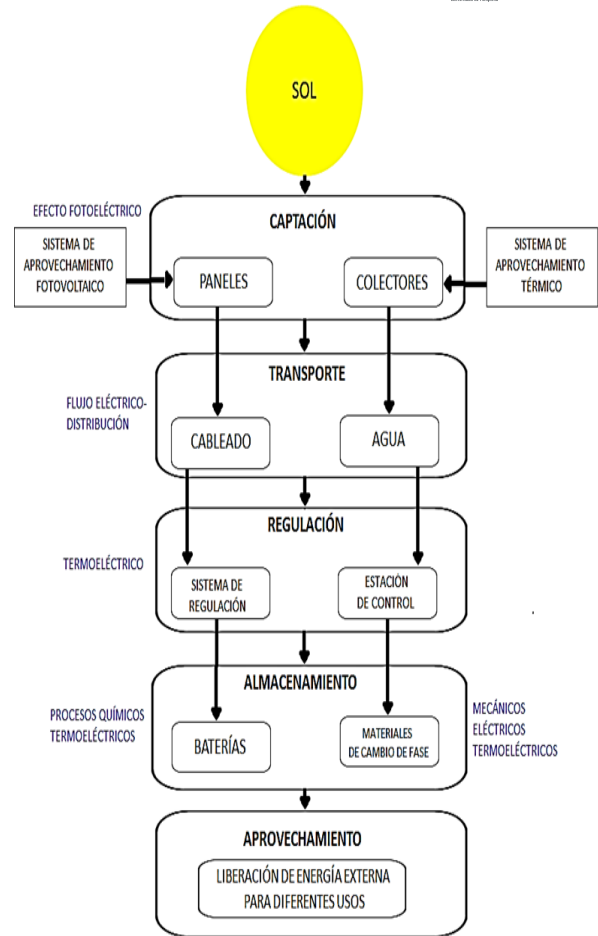 SOL
EFECTO FOTOELÉCTRICO
CAPTACIÓN
SISTEMA DE
APROVECHAMIENTO
FOTOVOLTAICO
PANELES
COLECTORES
SISTEMA DE
APROVECHAMIENTO
TÉRMICO
TRANSPORTE
FLUJO ELÉCTRICO-
DISTRIBUCIÓN
CABLEADO
AGUA
REGULACIÓN
TERMOELÉCTRICO
SISTEMA DE
REGULACIÓN
ESTACIÓN
DE CONTROL
ALMACENAMIENTO
PROCESOS QUÍMICOS
TERMOELÉCTRICOS
BATERÍAS
MATERIALES
DE CAMBIO DE FASE
MECÁNICOS
ELÉCTRICOS
TERMOELÉCTRICOS
APROVECHAMIENTO
LIBERACIÓN DE ENERGÍA EXTERNA
PARA DIFERENTES USOS